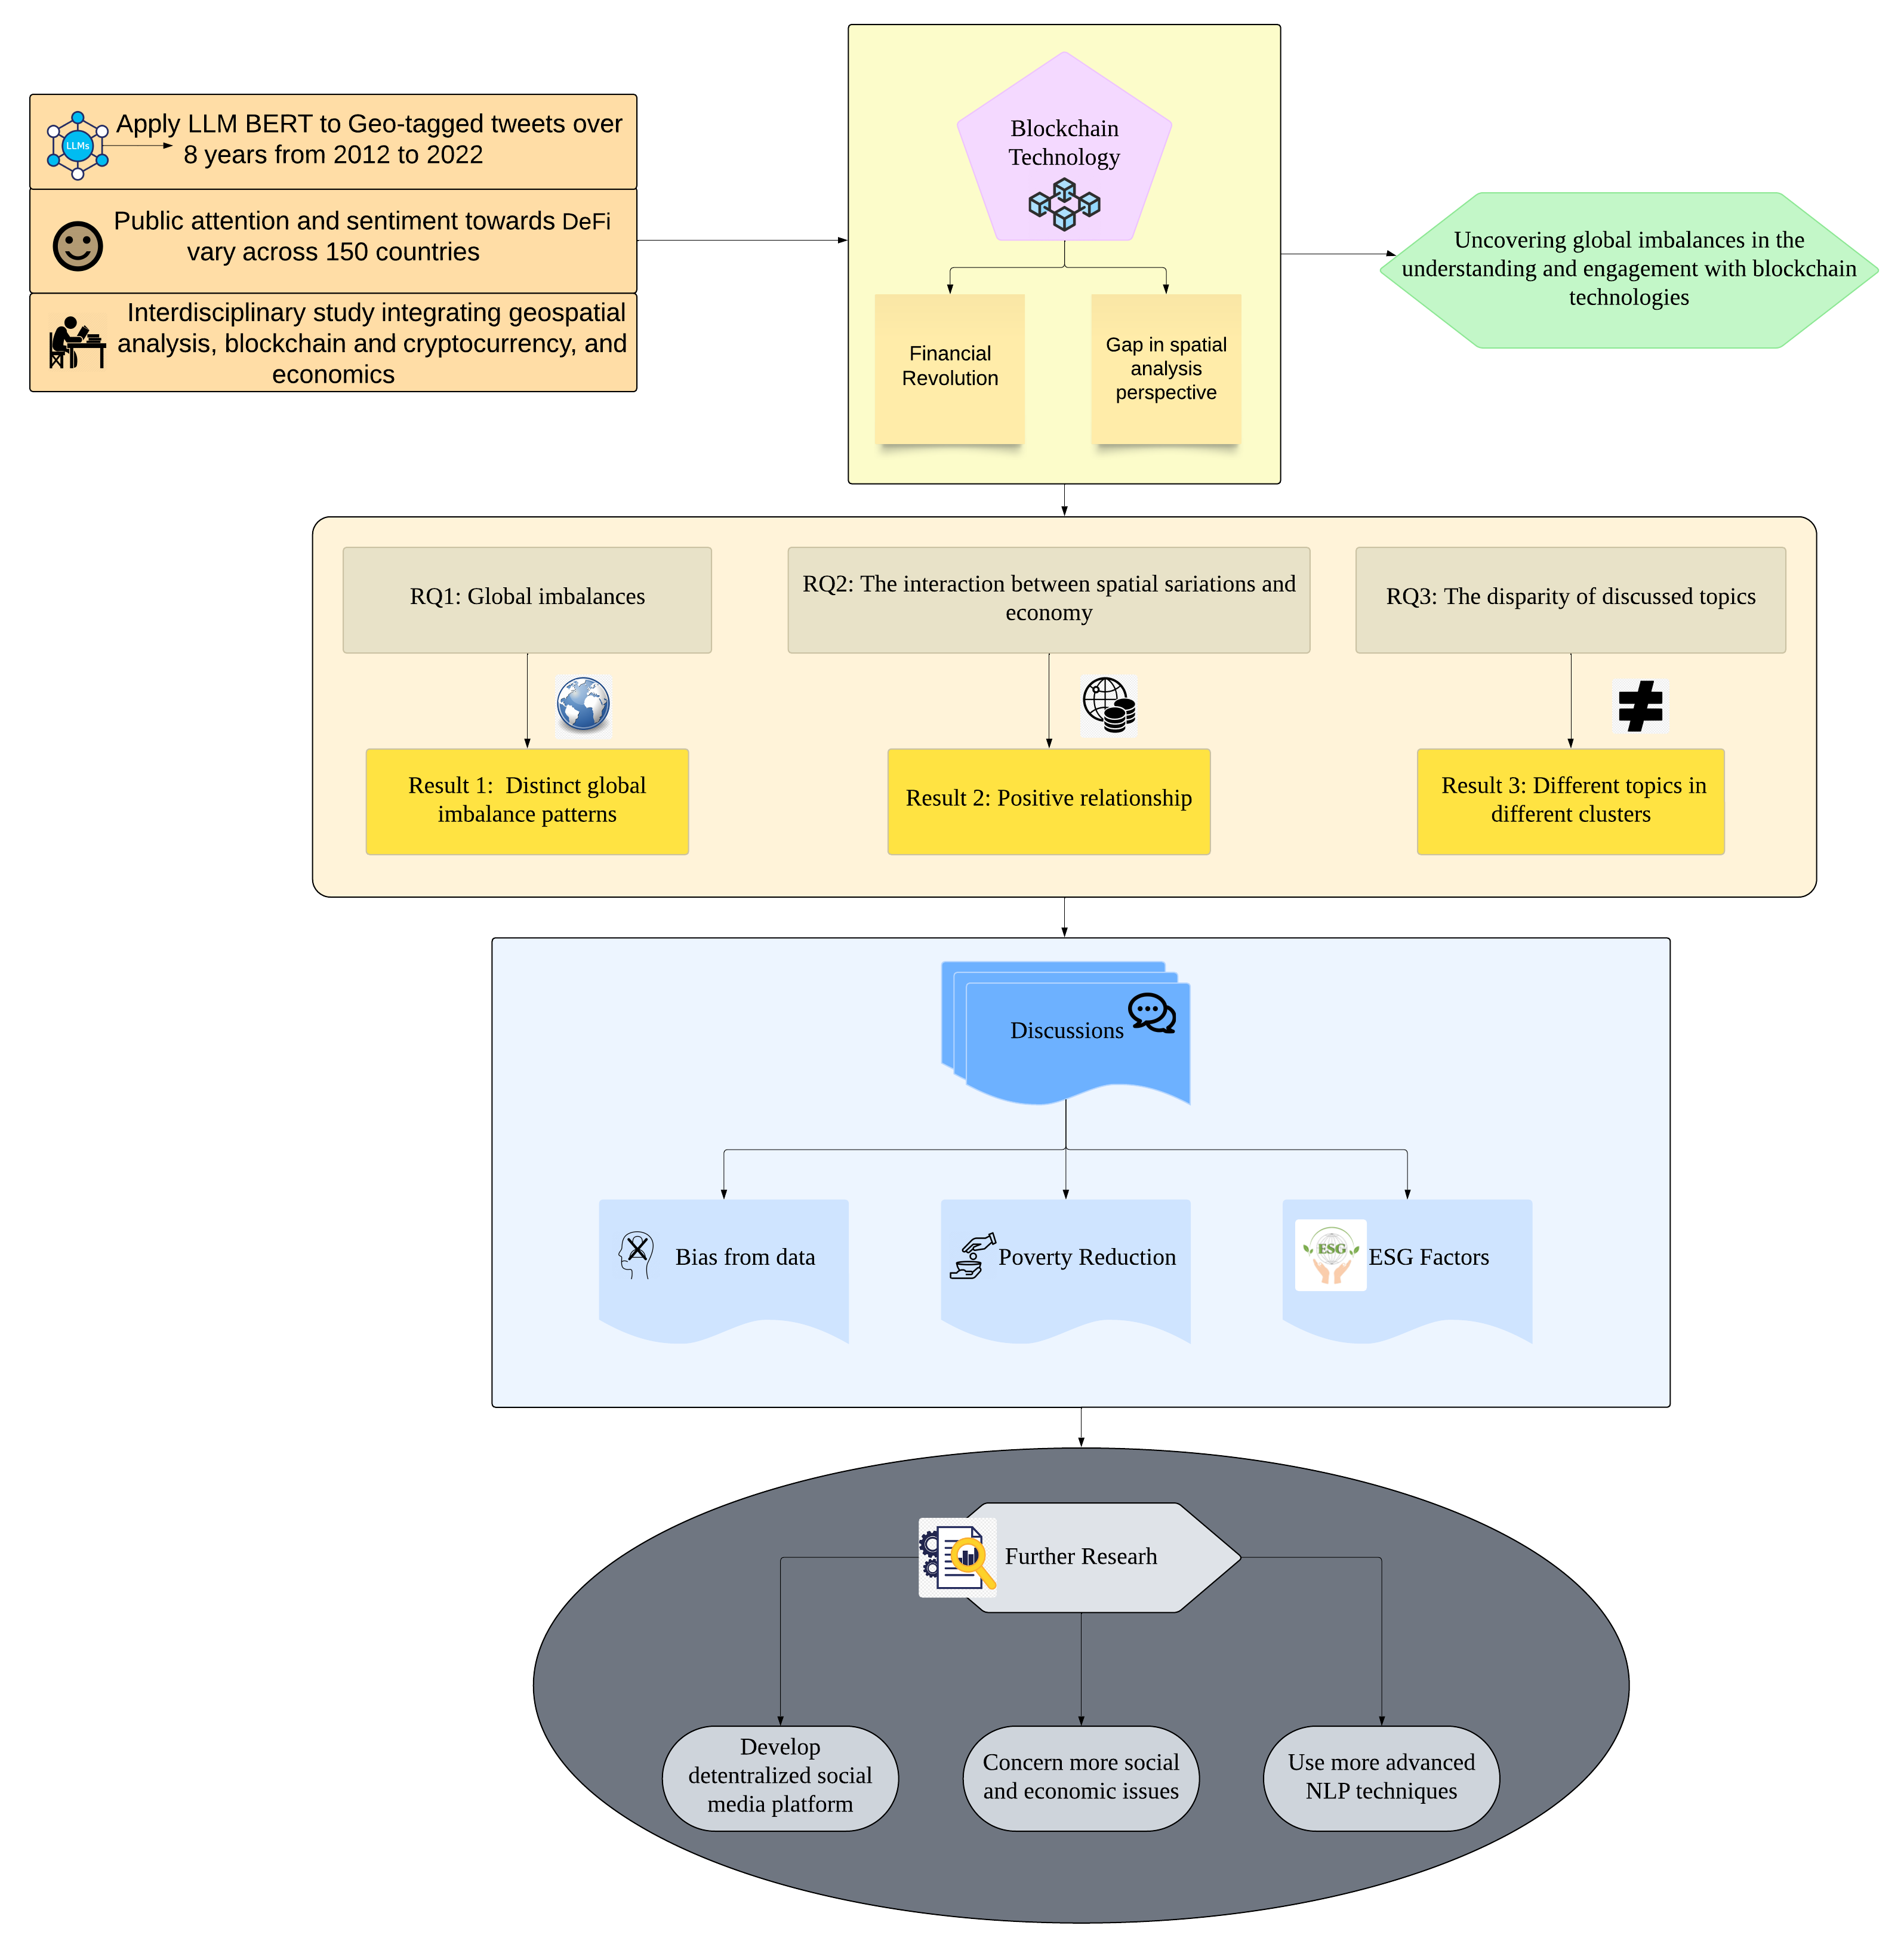 LLMs
Apply LLM BERT to Geo-tagged tweets over
8 years from 2012 to 2022
Public attention and sentiment towards DeFi
vary across 150 countries
Interdisciplinary study integrating geospatial
analysis, blockchain and cryptocurrency, and
economics
Blockchain
Technology
Financial
Revolution
Gap in spatial
analysis
perspective
Uncovering global imbalances in the
understanding and engagement with blockchain
technologies
RQ1: Global imbalances
RQ2: The interaction between spatial sariations and
economy
RQ3: The disparity of discussed topics
Result 1:  Distinct global
imbalance patterns
Result 2: Positive relationship
Result 3: Different topics in
different clusters
Discussions
Bias from data
Poverty Reduction
ESG
ESG Factors
Further Researh
Develop
detentralized social
media platform
Concern more social
and economic issues
Use more advanced
NLP techniques